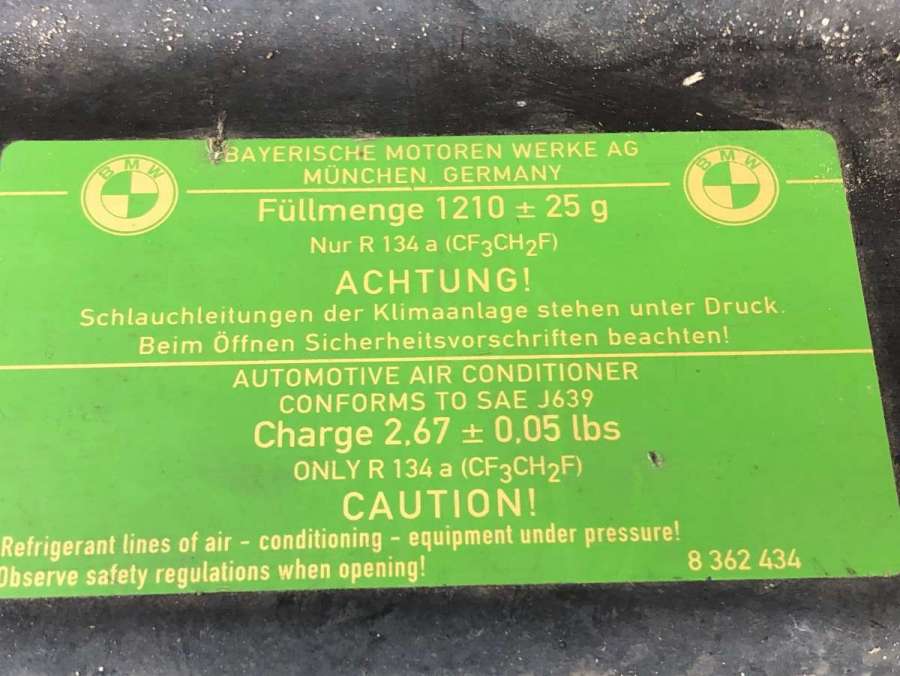 BMW
BMW
BAYERISCHE MOTOREN WERKE AG
MÜNCHEN. GERMANY
Füllmenge 1210 ± 25 g
Nur R 134 a (CF₃CH₂F)
ACHTUNG!
Schlauchleitungen der Klimaanlage stehen unter Druck.
Beim Öffnen Sicherheitsvorschriften beachten!
AUTOMOTIVE AIR CONDITIONER
CONFORMS TO SAE J639
Charge 2,67 ± 0,05 lbs
ONLY R 134 a (CF₃CH₂F)
CAUTION!
Refrigerant lines of air - conditioning - equipment under pressure!
Observe safety regulations when opening!
8 362 434